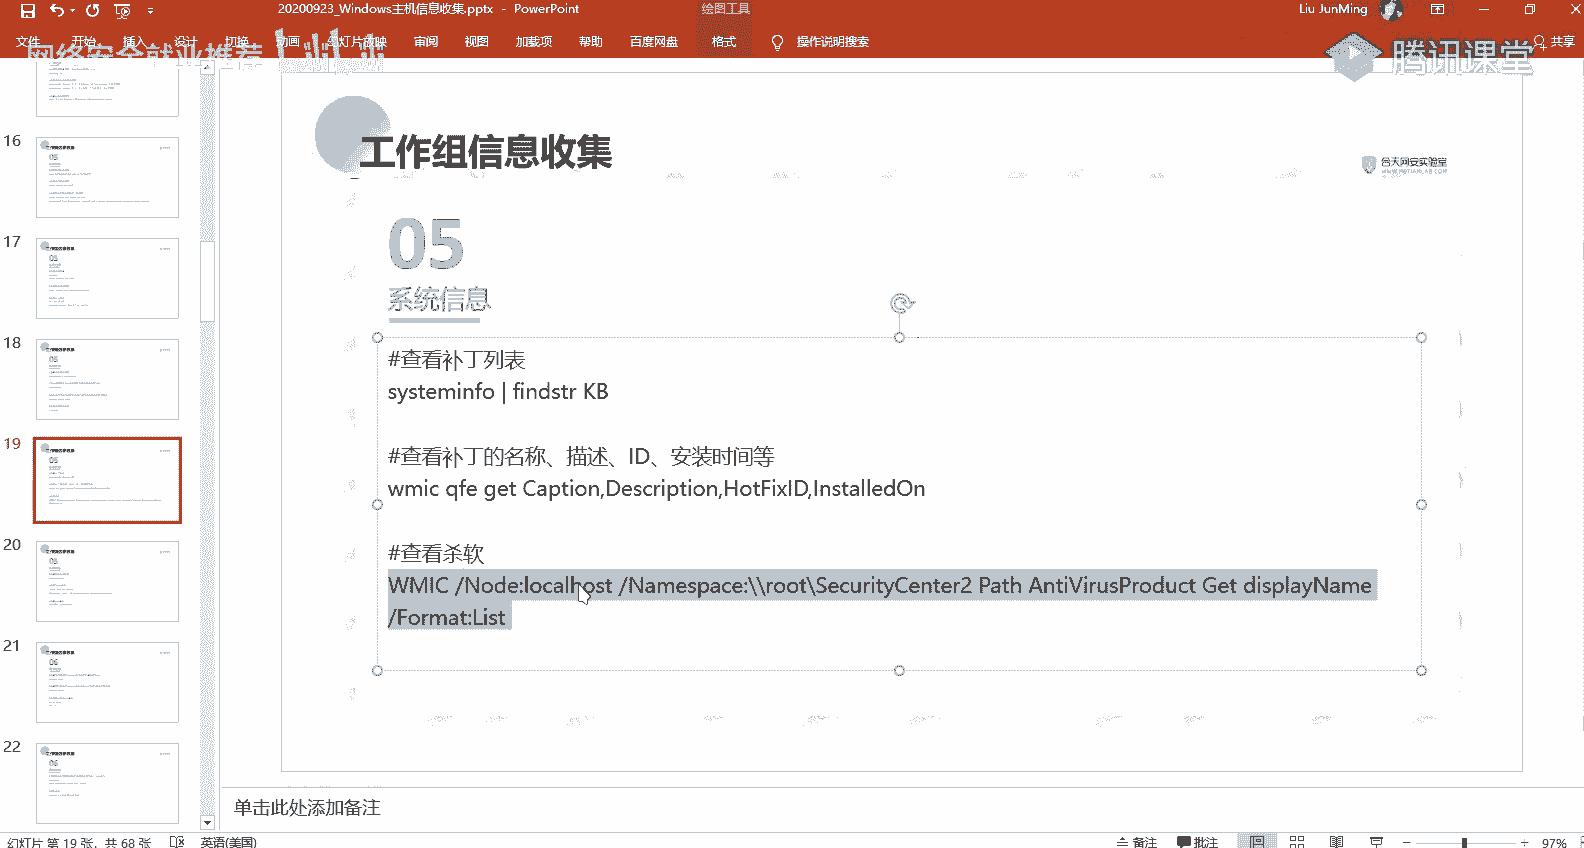 20200923_Windows主机信息收集.pptx - PowerPoint
绘图工具
Liu JunMing
文件 开始 插入 设计 切换 动画 幻灯片放映 审阅 视图 加载项 帮助 百度网盘 格式 操作说明搜索 共享
网络安全就业推荐
腾讯课堂
16
17
18
19
20
21
22
工作组信息收集
合天网安实验室
05
系统信息
#查看补丁列表
systeminfo | findstr KB
#查看补丁的名称、描述、ID、安装时间等
wmic qfe get Caption,Description,HotFixID,InstalledOn
#查看杀软
WMIC /Node:localhost /Namespace:\\root\SecurityCenter2 Path AntiVirusProduct Get displayName
/Format:List
单击此处添加备注
幻灯片 第 19 张，共 68 张 英语(美国) 备注 批注 97%